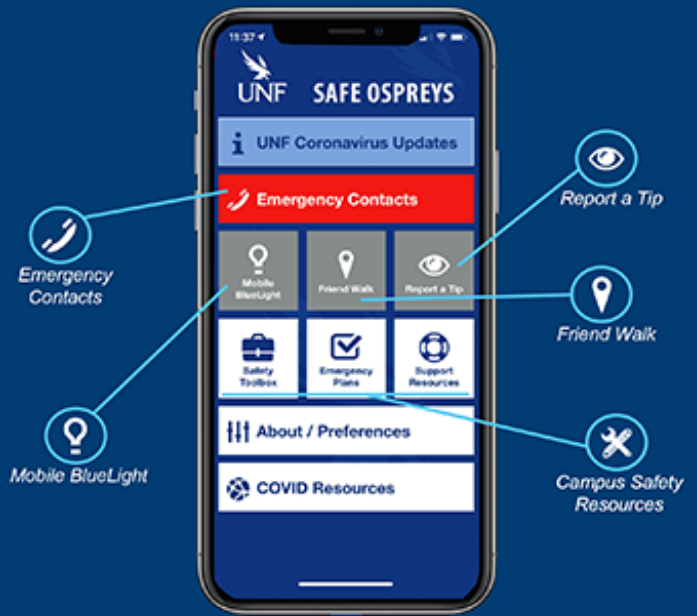 11:37
UNF SAFE OSPREYS
UNF Coronavirus Updates
Emergency Contacts
Mobile
BlueLight
Friend Walk
Report a Tip
Safety
Toolbox
Emergency
Plans
Support
Resources
About / Preferences
COVID Resources
Emergency
Contacts
Mobile BlueLight
Report a Tip
Friend Walk
Campus Safety
Resources